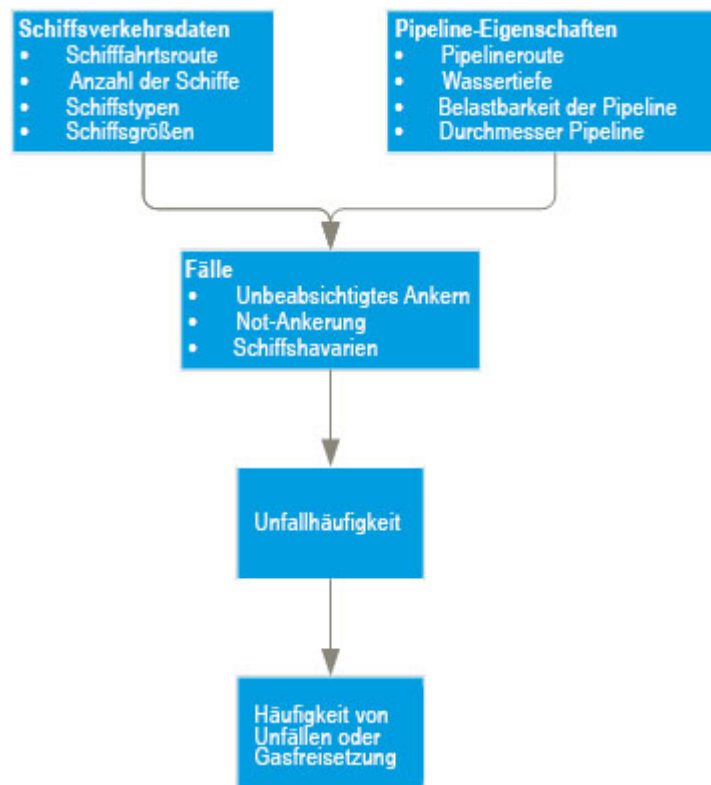 Schiffsverkehrsdaten
• Schifffahrtsroute
• Anzahl der Schiffe
• Schiffstypen
• Schiffsgrößen
Pipeline-Eigenschaften
• Pipelineroute
• Wassertiefe
• Belastbarkeit der Pipeline
• Durchmesser Pipeline
Fälle
• Unbeabsichtigtes Ankern
• Not-Ankerung
• Schiffshavarien
Unfallhäufigkeit
Häufigkeit von
Unfällen oder
Gasfreisetzung